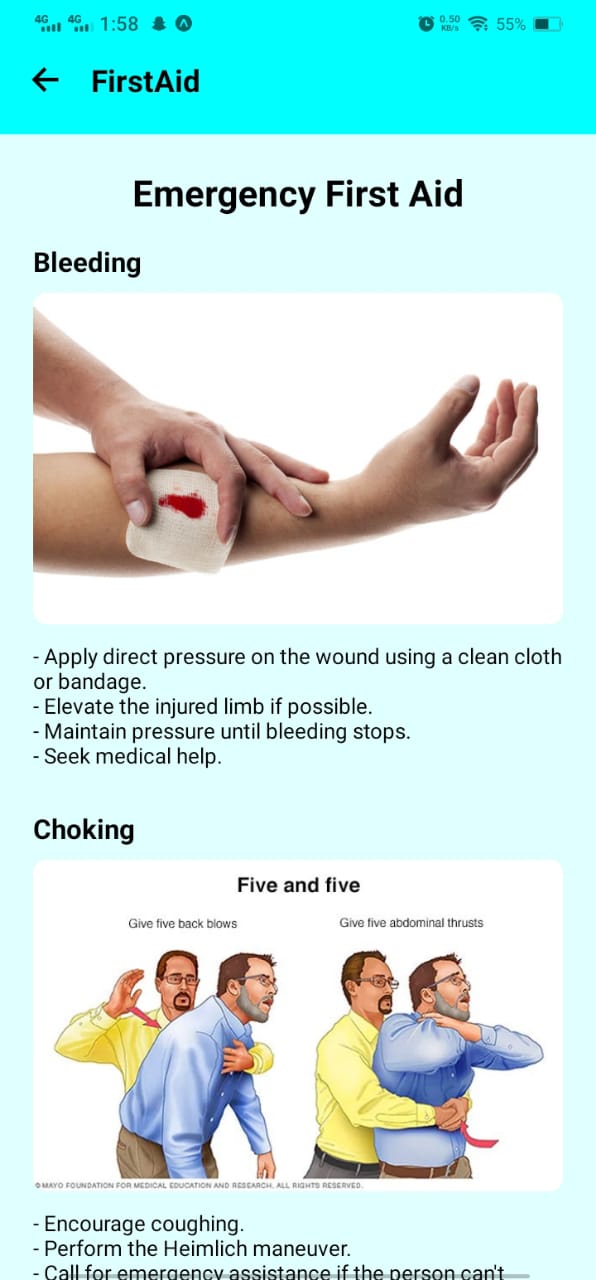 4G 4G 1:58 0.50 KB/s 55%
FirstAid
Emergency First Aid
Bleeding
- Apply direct pressure on the wound using a clean cloth
or bandage.
- Elevate the injured limb if possible.
- Maintain pressure until bleeding stops.
- Seek medical help.
Choking
Five and five
Give five back blows
Give five abdominal thrusts
© MAYO FOUNDATION FOR MEDICAL EDUCATION AND RESEARCH. ALL RIGHTS RESERVED.
- Encourage coughing.
- Perform the Heimlich maneuver.
- Call for emergency assistance if the person can't